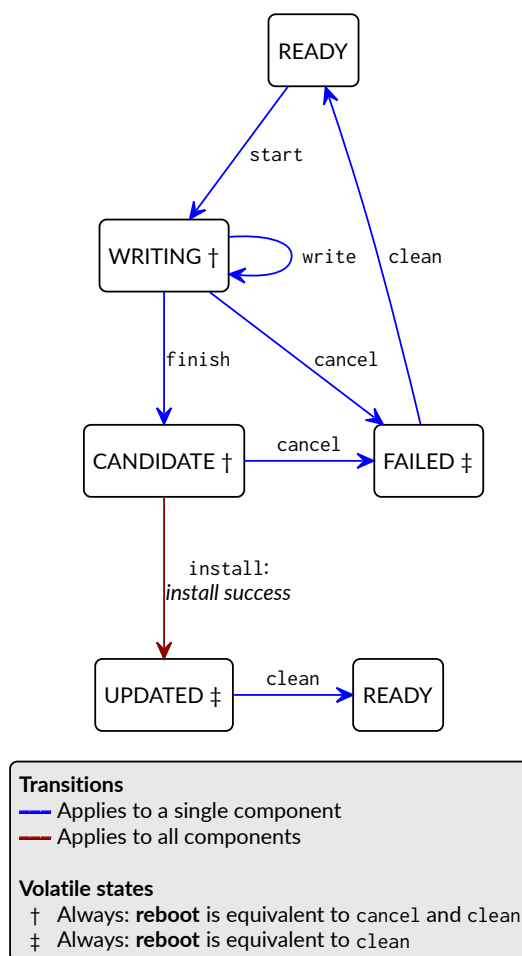 READY
start
WRITING †
write
clean
finish
cancel
CANDIDATE †
cancel
FAILED ‡
install:
install success
UPDATED ‡
clean
READY
Transitions
Applies to a single component
Applies to all components
Volatile states
† Always: reboot is equivalent to cancel and clean
‡ Always: reboot is equivalent to clean